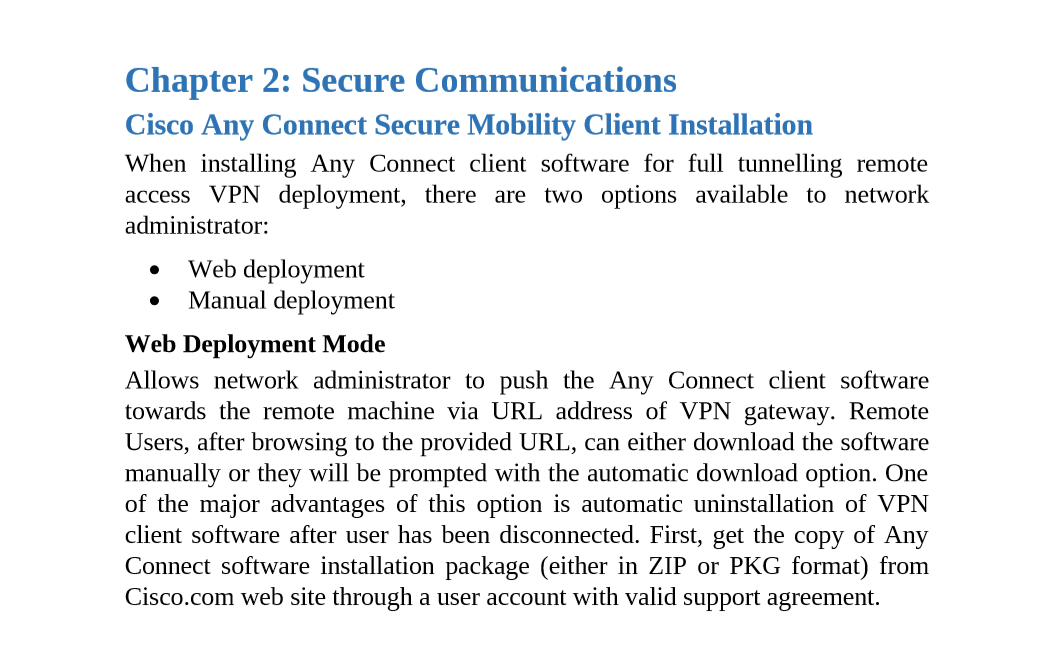 Chapter 2: Secure Communications
Cisco Any Connect Secure Mobility Client Installation
When installing Any Connect client software for full tunnelling remote
access VPN deployment, there are two options available to network
administrator:
• Web deployment
• Manual deployment
Web Deployment Mode
Allows network administrator to push the Any Connect client software
towards the remote machine via URL address of VPN gateway. Remote
Users, after browsing to the provided URL, can either download the software
manually or they will be prompted with the automatic download option. One
of the major advantages of this option is automatic uninstallation of VPN
client software after user has been disconnected. First, get the copy of Any
Connect software installation package (either in ZIP or PKG format) from
Cisco.com web site through a user account with valid support agreement.